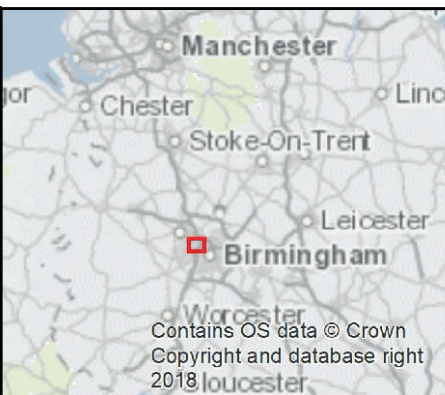 Manchester
gor
Linc
Chester
Stoke-On-Trent
Leicester
Birmingham
Worcester
Contains OS data © Crown
Copyright and database right
2018
loucester